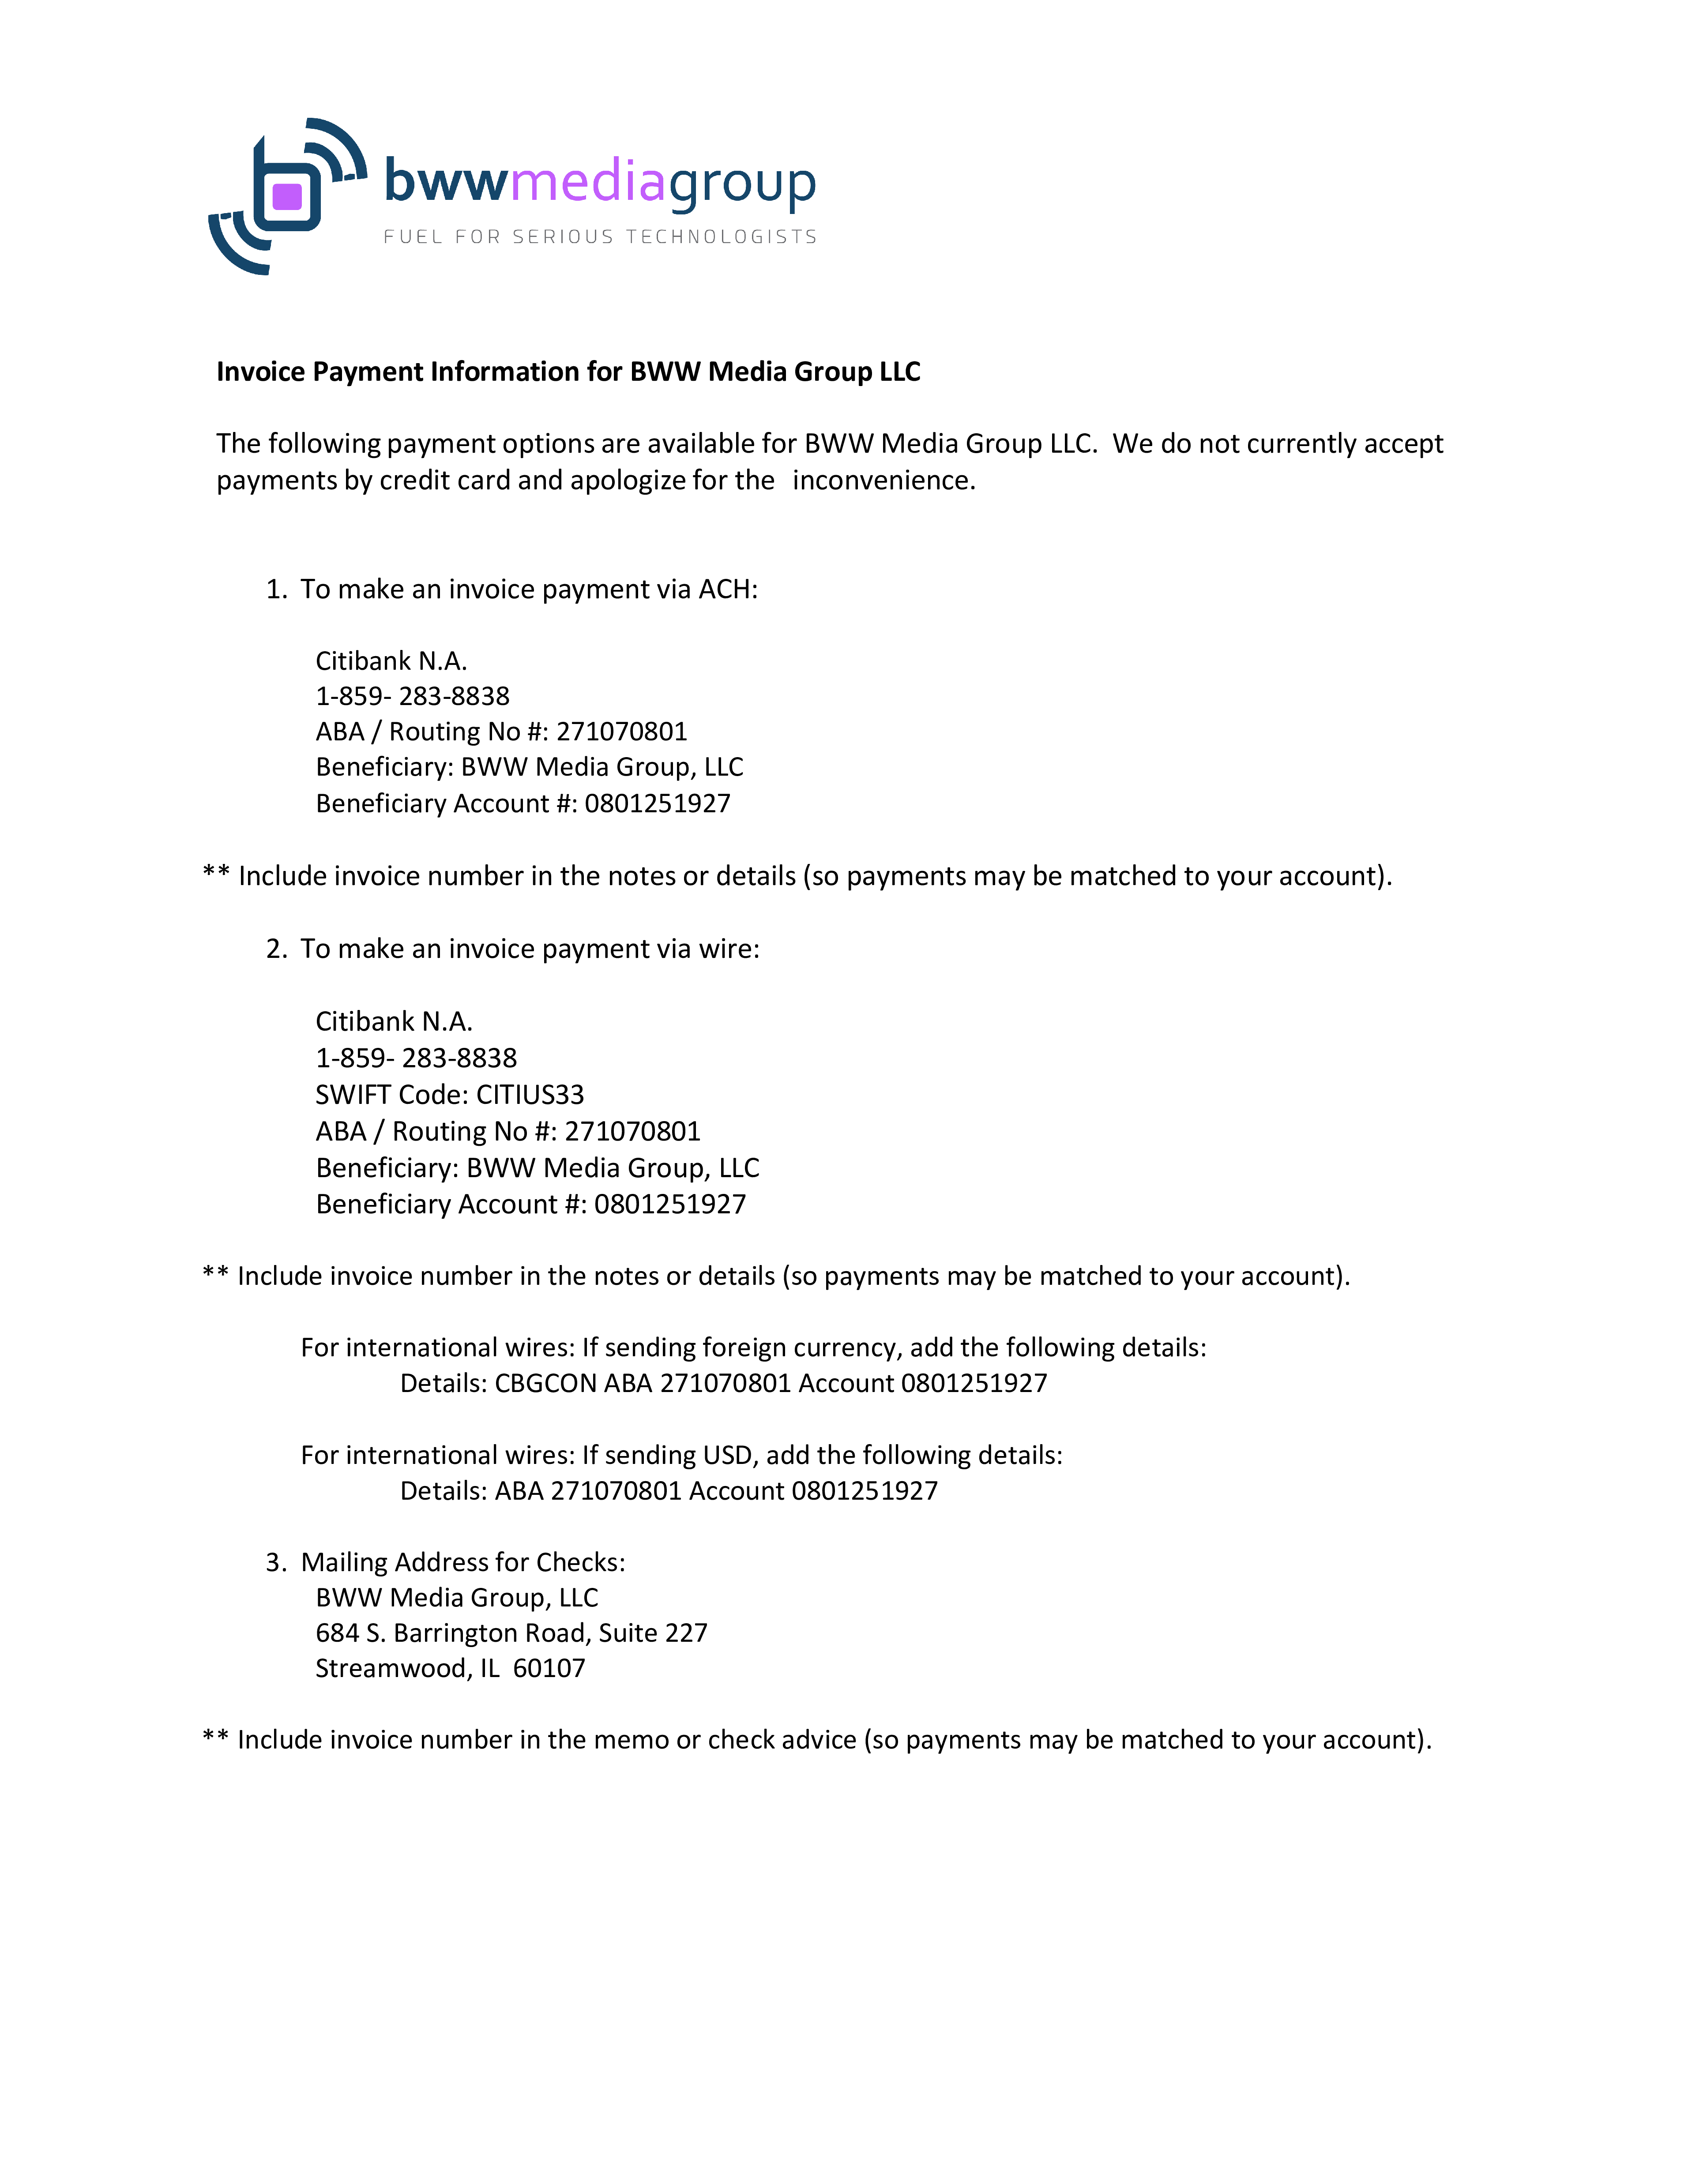 bwwmediagroup
FUEL FOR SERIOUS TECHNOLOGISTS
Invoice Payment Information for BWW Media Group LLC
The following payment options are available for BWW Media Group LLC.  We do not currently accept
payments by credit card and apologize for the  inconvenience.
1. To make an invoice payment via ACH:
Citibank N.A.
1-859- 283-8838
ABA / Routing No #: 271070801
Beneficiary: BWW Media Group, LLC
Beneficiary Account #: 0801251927
** Include invoice number in the notes or details (so payments may be matched to your account).
2. To make an invoice payment via wire:
Citibank N.A.
1-859- 283-8838
SWIFT Code: CITIUS33
ABA / Routing No #: 271070801
Beneficiary: BWW Media Group, LLC
Beneficiary Account #: 0801251927
** Include invoice number in the notes or details (so payments may be matched to your account).
For international wires: If sending foreign currency, add the following details:
Details: CBGCON ABA 271070801 Account 0801251927
For international wires: If sending USD, add the following details:
Details: ABA 271070801 Account 0801251927
3. Mailing Address for Checks:
BWW Media Group, LLC
684 S. Barrington Road, Suite 227
Streamwood, IL  60107
** Include invoice number in the memo or check advice (so payments may be matched to your account).